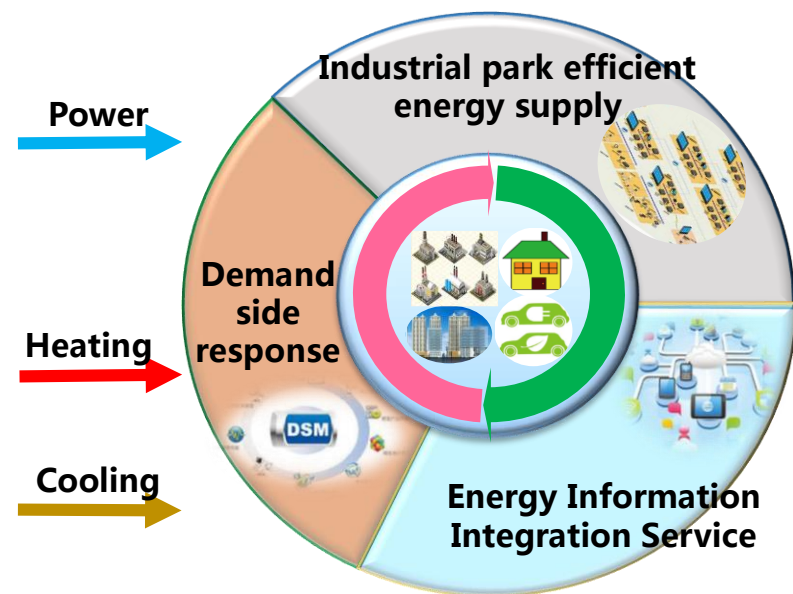 Industrial park efficient
energy supply
Power
Demand
side
response
Heating
DSM
Cooling
Energy Information
Integration Service